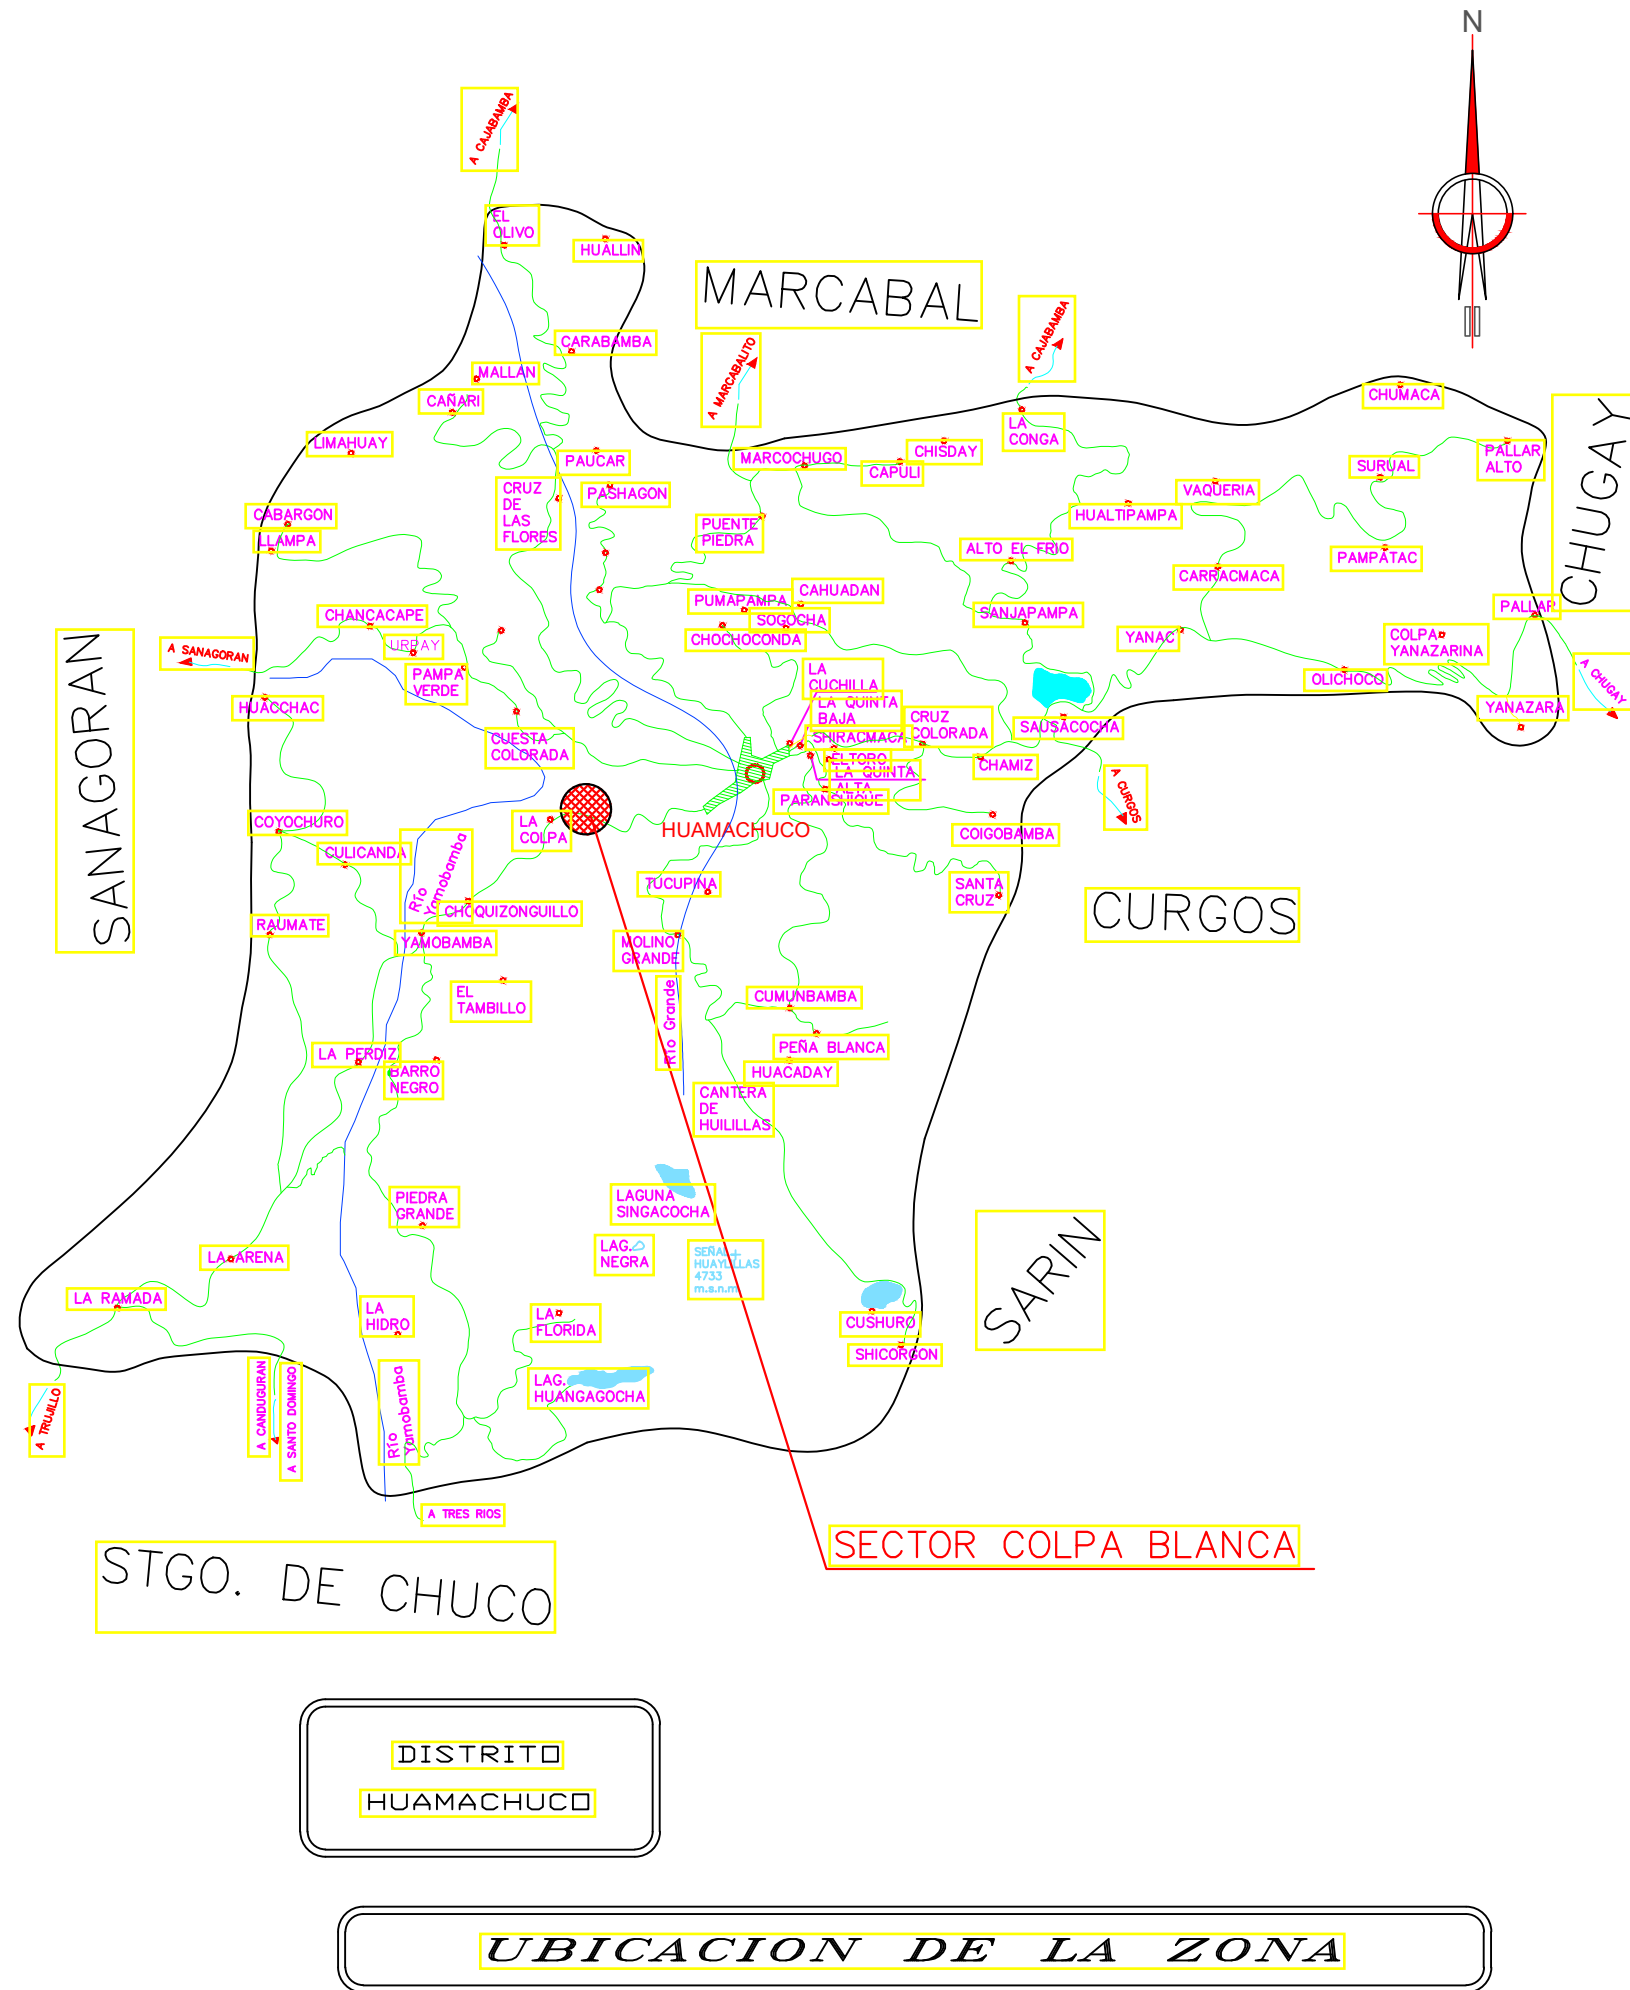 N
A CAJABAMBA
EL
OLIVO
HUALLIN
MARCABAL
A CAJABAMBA
CARABAMBA
A MARCABALITO
MALLAN
CAÑARI
CHUMACA
CHUGAY
LIMAHUAY
LA
CONGA
MARCOCHUGO
CHISDAY
CAPULI
PAUCAR
PALLAR
ALTO
SURUAL
CRUZ
DE
LAS
FLORES
PASHAGON
VAQUERIA
CABARGON
LLAMPA
PUENTE
PIEDRA
HUALTIPAMPA
ALTO EL FRIO
PAMPATAC
CARRACMACA
CAHUADAN
PUMAPAMPA
SOGOCHA
CHOCHOCONDA
SANJAPAMPA
PALLAR
CHANCACAPE
URPAY
YANAC
COLPA
YANAZARINA
SANAGORAN
A SANAGORAN
PAMPA
VERDE
LA
CUCHILLA
OLICHOCO
A CHUGAY
HUACCHAC
LA QUINTA
BAJA
YANAZARA
CRUZ
COLORADA
SAUSACOCHA
SHIRACMACA
CUESTA
COLORADA
EL TORO
LA QUINTA
ALTA
CHAMIZ
A CURGOS
PARANSHIQUE
COYOCHURO
LA
COLPA
HUAMACHUCO
COIGOBAMBA
CULICANDA
Río
Yamobamba
TUCUPINA
SANTA
CRUZ
CURGOS
CHOQUIZONGUILLO
RAUMATE
YAMOBAMBA
MOLINO
GRANDE
EL
TAMBILLO
Río Grande
CUMUNBAMBA
LA PERDIZ
PEÑA BLANCA
BARRO
NEGRO
HUACADAY
CANTERA
DE
HUILILLAS
PIEDRA
GRANDE
LAGUNA
SINGACOCHA
SARIN
LAG.
NEGRA
SEÑAL
HUAYLILLAS
4733
m.s.n.m
LA ARENA
LA RAMADA
LA
HIDRO
LA
FLORIDA
CUSHURO
SHICORGON
LAG.
HUANGAGOCHA
A TRUJILLO
A CANDUGURAN
A SANTO DOMINGO
Río
Yamobamba
A TRES RIOS
SECTOR COLPA BLANCA
STGO. DE CHUCO
DISTRITO
HUAMACHUCO
UBICACION DE LA ZONA